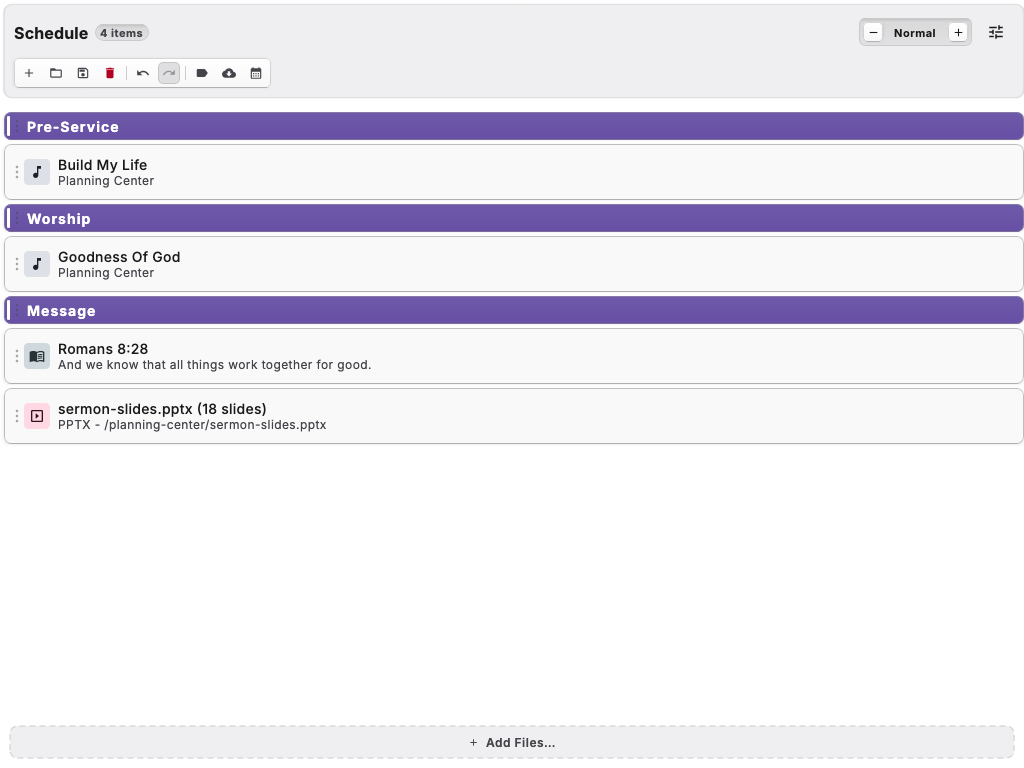 Schedule 4 items
− Normal +
Pre-Service
Build My Life
Planning Center
Worship
Goodness Of God
Planning Center
Message
Romans 8:28
And we know that all things work together for good.
sermon-slides.pptx (18 slides)
PPTX - /planning-center/sermon-slides.pptx
+ Add Files...